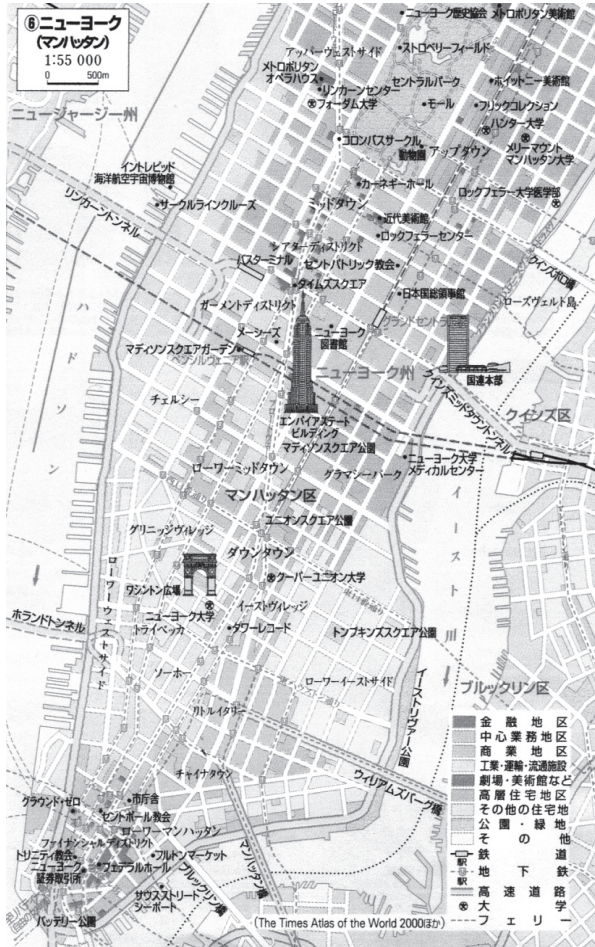 ⑥ニューヨーク
(マンハッタン)
1:55 000
0 500m
ニューヨーク歴史協会
メトロポリタン美術館
アッパーウェストサイド
ストロベリーフィールド
メトロポリタン
オペラハウス
リンカーンセンター
フォーダム大学
セントラルパーク
ホイットニー美術館
モール
フリックコレクション
ハンター大学
ニュージャージー州
コロンバスサークル
動物園
アップタウン
メリーマウント
マンハッタン大学
イントレピッド
海洋航空宇宙博物館
カーネギーホール
ロックフェラー大学医学部
サークルラインクルーズ
リンカーントンネル
ミッドタウン
近代美術館
ロックフェラーセンター
シアターディストリクト
バスターミナル
セントパトリック教会
クイーンズボロ橋
タイムズスクエア
日本国総領事館
ローズヴェルト島
ガーメントディストリクト
グランドセントラル駅
メーシーズ
ニューヨーク
図書館
マディソンスクエアガーデン
ペンシルヴェニア駅
ニューヨーク州
国連本部
ハドソン
チェルシー
クイーンズミッドタウントンネル
クインズ区
エンパイアステート
ビルディング
マディソンスクエア公園
ローワーミッドタウン
グラマシーパーク
ニューヨーク大学
メディカルセンター
マンハッタン区
ユニオンスクエア公園
グリニッジヴィレッジ
ダウンタウン
イースト川
ワシントン広場
クーパーユニオン大学
ローワーウェストサイド
ニューヨーク大学
イーストヴィレッジ
ホランドトンネル
トライベッカ
タワーレコード
トンプキンズスクエア公園
ソーホー
ローワーイーストサイド
イーストリヴァー公園
ブルックリン区
リトルイタリー
チャイナタウン
ウィリアムスバーグ橋
グラウンド・ゼロ
市庁舎
セントポール教会
ローワーマンハッタン
ファイナンシャルディストリクト
トリニティ教会
フルトンマーケット
ニューヨーク
証券取引所
フェデラルホール
ブルックリン橋
マンハッタン橋
サウスストリート
シーポート
バッテリー公園
(The Times Atlas of the World 2000ほか)
金融地区
中心業務地区
商業地区
工業・運輸・流通施設
劇場・美術館など
高層住宅地区
その他の住宅地
公園・緑地
その他
駅 鉄道
駅 地下鉄
高速道路
大学
フェリー